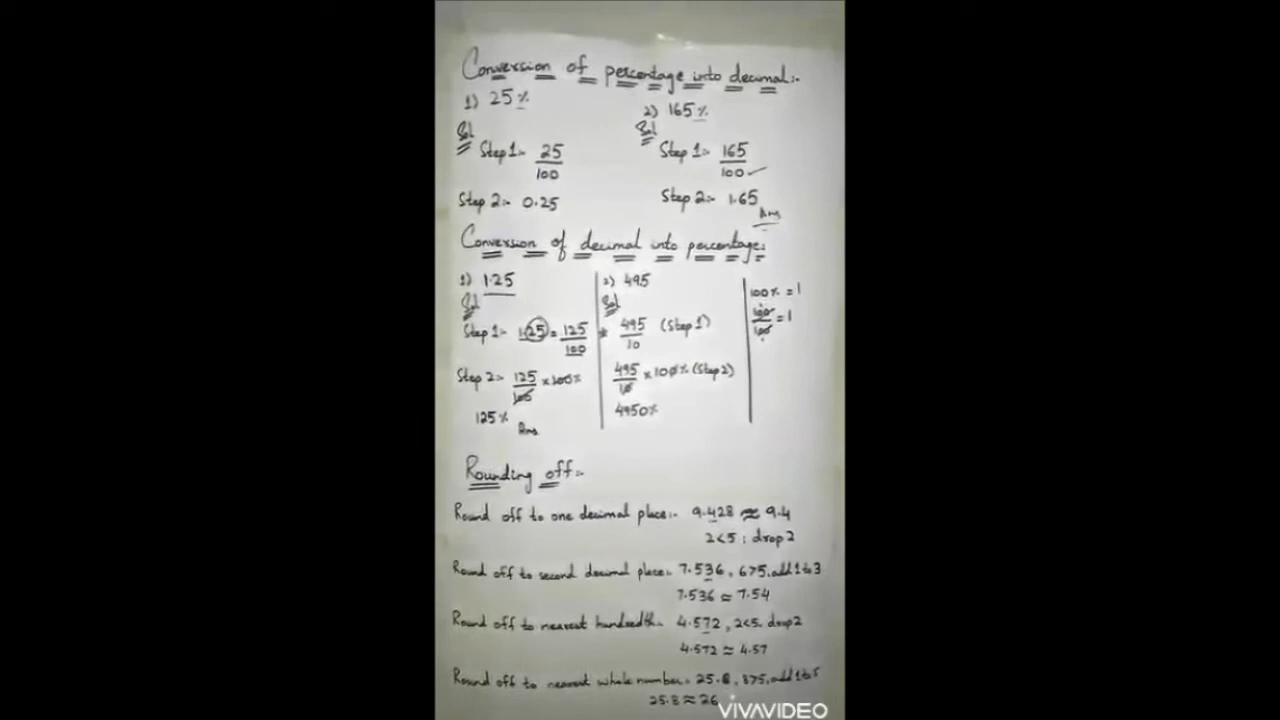 Conversion of percentage into decimal:-
1) 25%
2) 165%
Sol
Sol
Step 1:- 25/100
Step 1:- 165/100
Step 2:- 0.25
Step 2:- 1.65
Ans
Conversion of decimal into percentage:
1) 1.25
2) 495
100% = 1
Sol
Sol
100/100 = 1
Step 1:- 1.25 = 125/100
495/10 (Step 1)
Step 2:- 125/100 x 100%
495/10 x 100% (Step 2)
125%
4950%
Ans
Rounding off:-
Round off to one decimal place:- 9.428 ≈ 9.4
2<5 ; drop 2
Round off to second decimal place:- 7.536, 6>5, add 1 to 3
7.536 ≈ 7.54
Round off to nearest hundredth:- 4.572, 2<5, drop 2
4.572 ≈ 4.57
Round off to nearest whole number:- 25.8, 8>5, add 1 to 5
25.8 ≈ 26
VIVAVIDEO